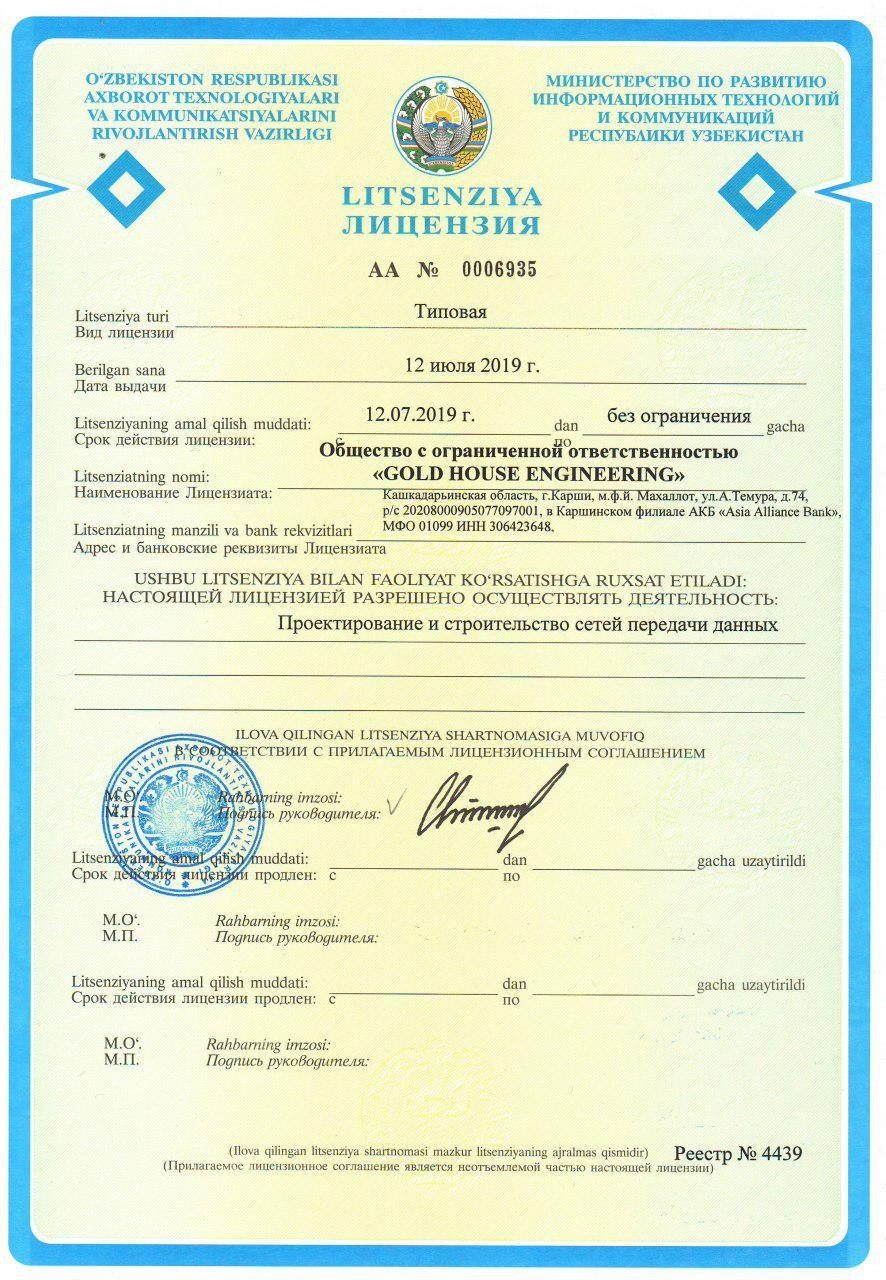 O‘ZBEKISTON RESPUBLIKASI
AXBOROT TEXNOLOGIYALARI
VA KOMMUNIKATSIYALARINI
RIVOJLANTIRISH VAZIRLIGI
МИНИСТЕРСТВО ПО РАЗВИТИЮ
ИНФОРМАЦИОННЫХ ТЕХНОЛОГИЙ
И КОММУНИКАЦИЙ
РЕСПУБЛИКИ УЗБЕКИСТАН
LITSENZIYA
ЛИЦЕНЗИЯ
АА № 0006935
Litsenziya turi
Вид лицензии
Типовая
Berilgan sana
Дата выдачи
12 июля 2019 г.
Litsenziyaning amal qilish muddati: 12.07.2019 г. dan без ограничения gacha
Срок действия лицензии: с по
Общество с ограниченной ответственностью
Litsenziatning nomi: «GOLD HOUSE ENGINEERING»
Наименование Лицензиата:
Кашкадарьинская область, г.Карши, м.ф.й. Махаллот, ул.А.Темура, д.74,
р/с 20208000905077097001, в Каршинском филиале АКБ «Asia Alliance Bank»,
МФО 01099 ИНН 306423648.
Litsenziatning manzili va bank rekvizitlari
Адрес и банковские реквизиты Лицензиата
USHBU LITSENZIYA BILAN FAOLIYAT KO‘RSATISHGA RUXSAT ETILADI:
НАСТОЯЩЕЙ ЛИЦЕНЗИЕЙ РАЗРЕШЕНО ОСУЩЕСТВЛЯТЬ ДЕЯТЕЛЬНОСТЬ:
Проектирование и строительство сетей передачи данных
ILOVA QILINGAN LITSENZIYA SHARTNOMASIGA MUVOFIQ
В СООТВЕТСТВИИ С ПРИЛАГАЕМЫМ ЛИЦЕНЗИОННЫМ СОГЛАШЕНИЕМ
M.O‘. Rahbarning imzosi:
М.П. Подпись руководителя:
Litsenziyaning amal qilish muddati: dan gacha uzaytirildi
Срок действия лицензии продлен: с по
M.O‘. Rahbarning imzosi:
М.П. Подпись руководителя:
Litsenziyaning amal qilish muddati: dan gacha uzaytirildi
Срок действия лицензии продлен: с по
M.O‘. Rahbarning imzosi:
М.П. Подпись руководителя:
(Ilova qilingan litsenziya shartnomasi mazkur litsenziyaning ajralmas qismidir)
Реестр № 4439
(Прилагаемое лицензионное соглашение является неотъемлемой частью настоящей лицензии)